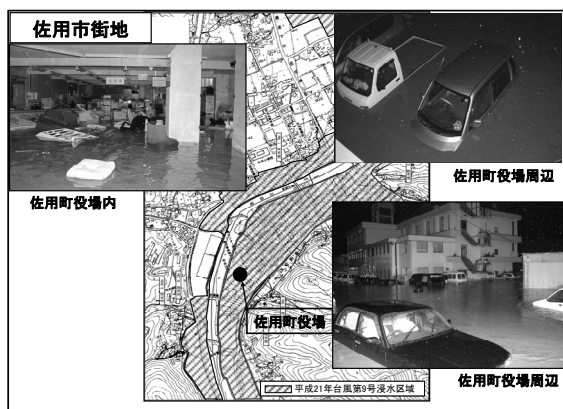 佐用市街地
佐用町役場内
佐用町役場周辺
佐用町役場
佐用町役場周辺
平成21年台風第9号浸水区域